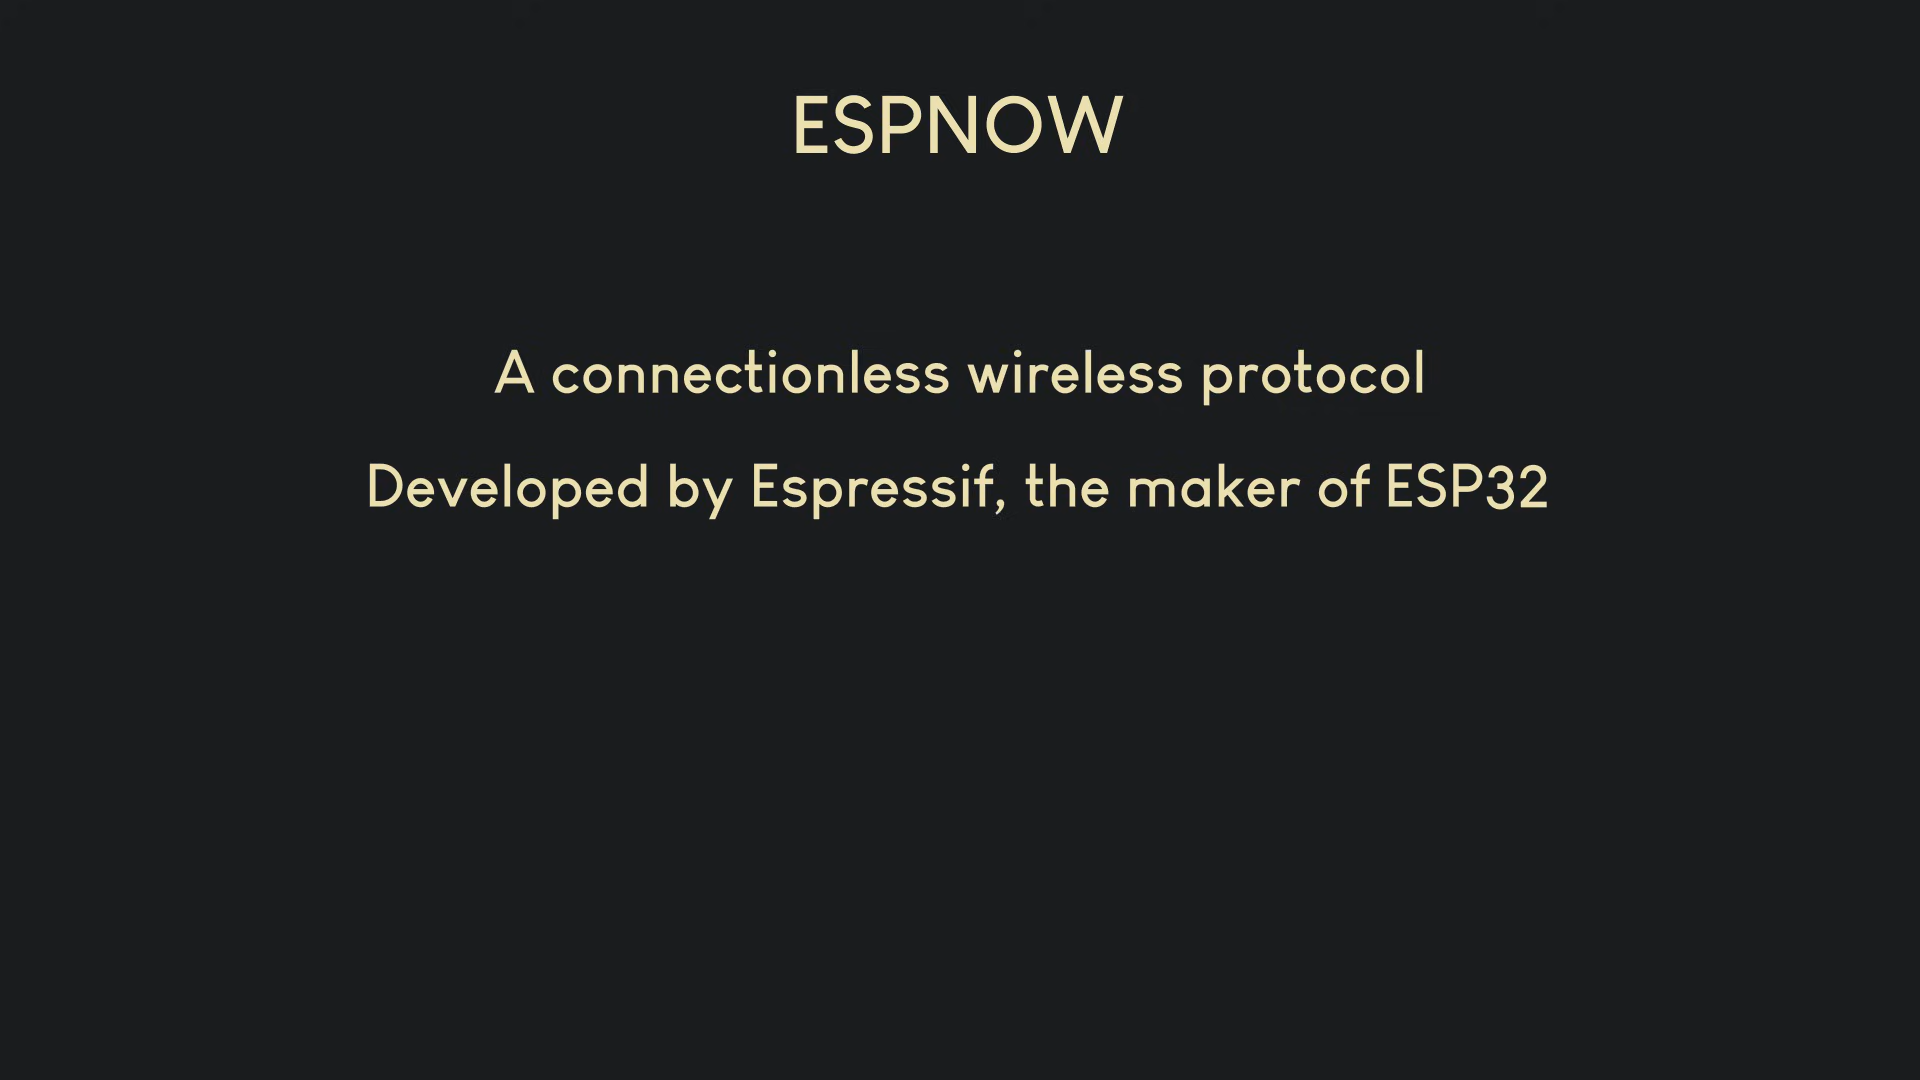 ESPNOW
A connectionless wireless protocol
Developed by Espressif, the maker of ESP32